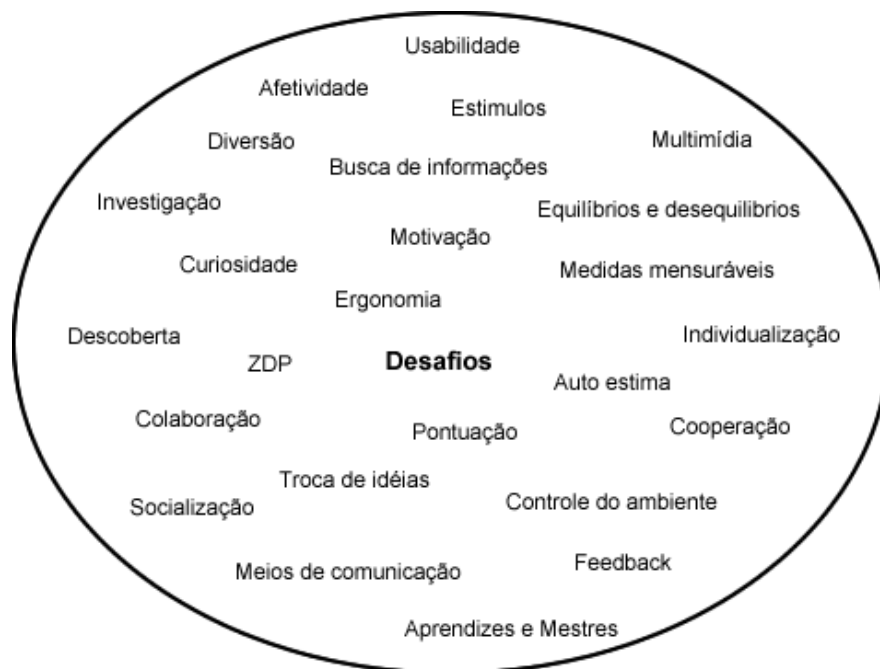 Usabilidade
Afetividade
Estimulos
Diversão
Multimídia
Busca de informações
Investigação
Equilíbrios e desequilibrios
Motivação
Curiosidade
Medidas mensuráveis
Ergonomia
Descoberta
Individualização
ZDP
Desafios
Auto estima
Colaboração
Pontuação
Cooperação
Troca de idéias
Socialização
Controle do ambiente
Meios de comunicação
Feedback
Aprendizes e Mestres